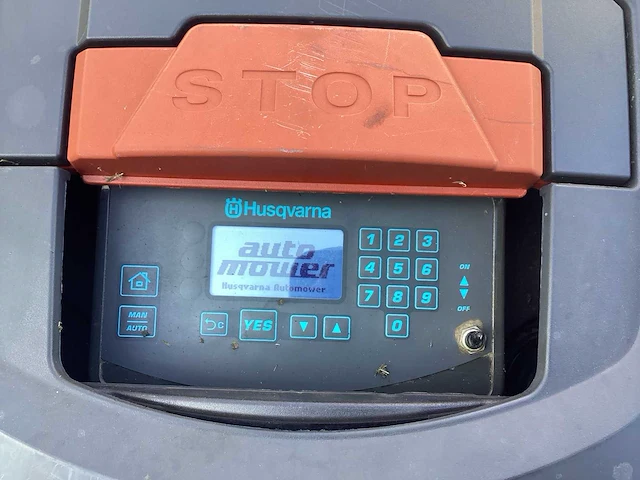 STOP
Husqvarna
auto
mower
Husqvarna Automower
1 2 3
4 5 6
7 8 9
0
ON
OFF
MAN
AUTO
C
YES